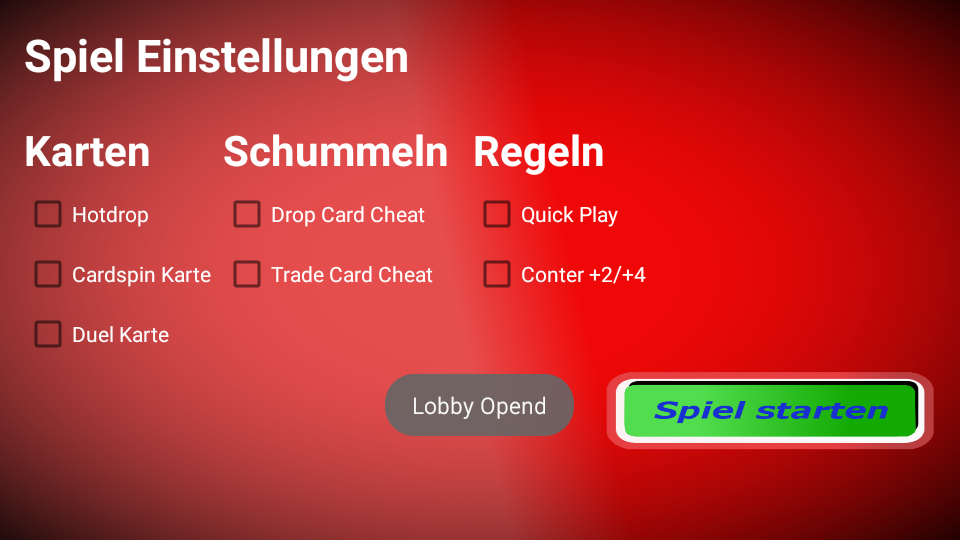 Spiel Einstellungen
Karten Schummeln Regeln
Hotdrop Drop Card Cheat Quick Play
Cardspin Karte Trade Card Cheat Conter +2/+4
Duel Karte
Lobby Opend Spiel starten